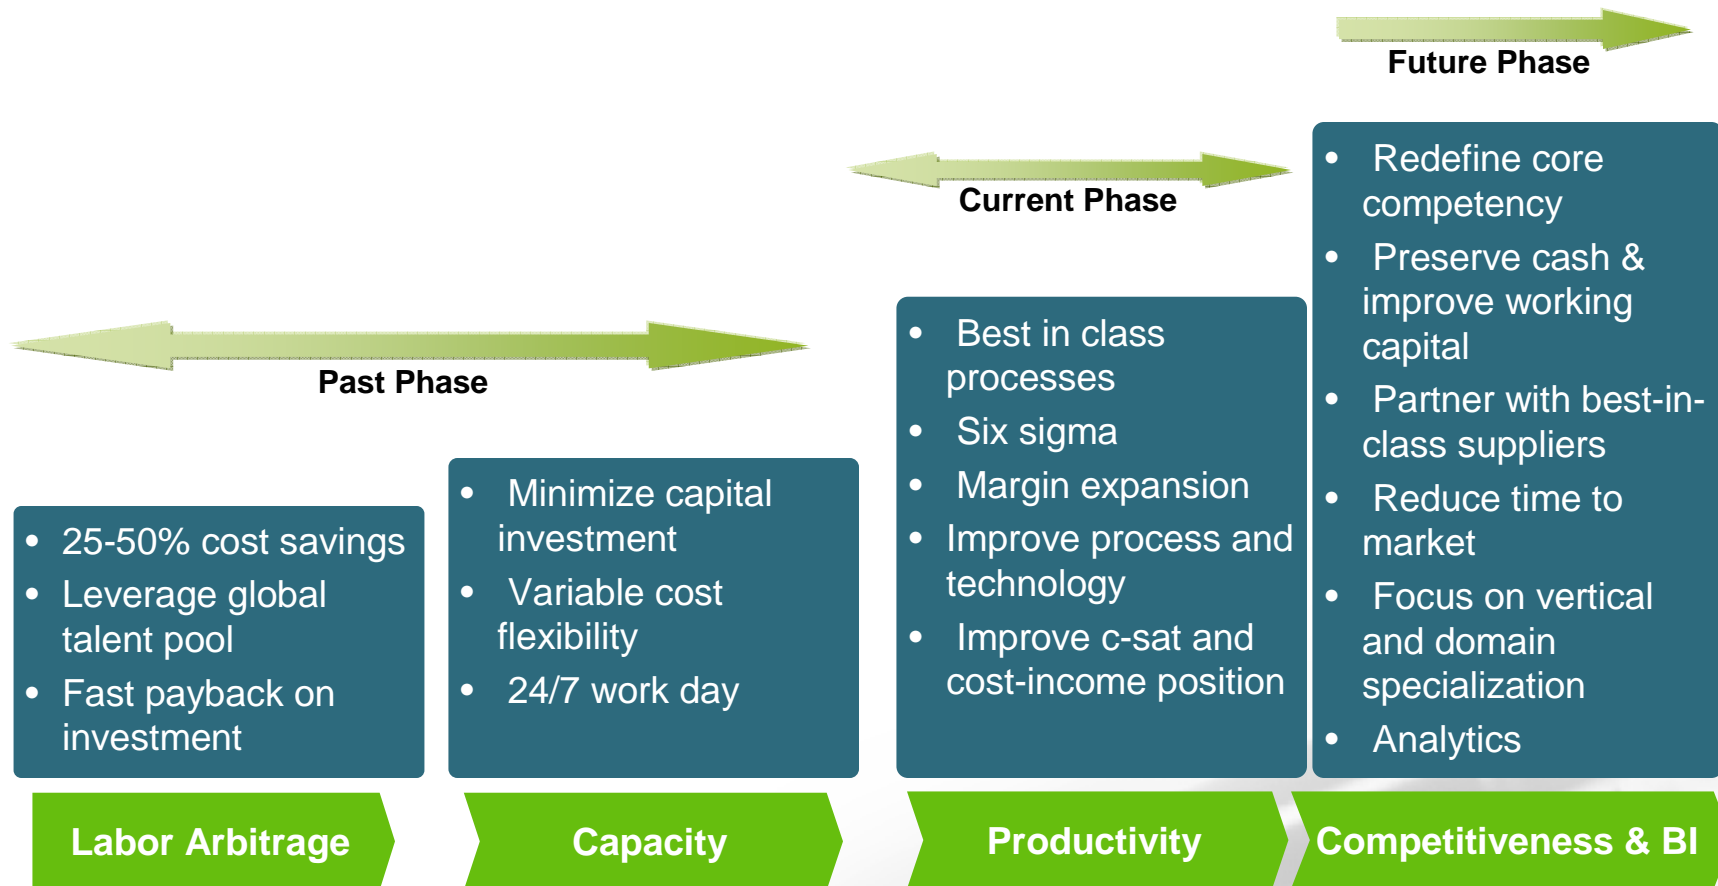 Future Phase
Current Phase
Past Phase
• 25-50% cost savings
• Leverage global
talent pool
• Fast payback on
investment
• Minimize capital
investment
• Variable cost
flexibility
• 24/7 work day
• Best in class
processes
• Six sigma
• Margin expansion
• Improve process and
technology
• Improve c-sat and
cost-income position
• Redefine core
competency
• Preserve cash &
improve working
capital
• Partner with best-in-
class suppliers
• Reduce time to
market
• Focus on vertical
and domain
specialization
• Analytics
Labor Arbitrage
Capacity
Productivity
Competitiveness & BI